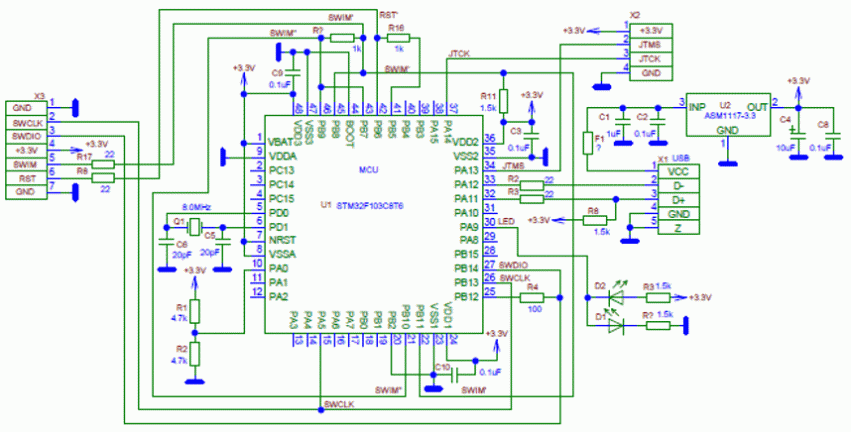 X3
GND 1
SWCLK 2
SWDIO 3
+3.3V 4
SWIM 5
RST 6
GND 7
+3.3V
R17
22
R8
22
SWIM"
R?
1k
SWIM'
RST'
R16
1k
JTCK
X2
1 +3.3V
2 JTMS
3 JTCK
4 GND
+3.3V
+3.3V
C9
0.1uF
R11
1.5k
+3.3V
C3
0.1uF
C1
1uF
C2
0.1uF
3 INP
U2
OUT 2
ASM1117-3.3
GND
1
+3.3V
C4
10uF
C8
0.1uF
F1
?
X1 USB
1 VCC
2 D-
3 D+
4 GND
5 Z
48 VDD3
47 VSS3
46 PB9
45 PB8
44 BOOT
43 PB7
42 PB6
41 PB5
40 PB4
39 PB3
38 PA15
37 PA14
MCU
U1 STM32F103C8T6
1 VBAT
9 VDDA
2 PC13
3 PC14
4 PC15
5 PD0
6 PD1
7 NRST
8 VSSA
10 PA0
11 PA1
12 PA2
VDD2 36
VSS2 35
PA13 34
PA12 33
PA11 32
PA10 31
PA9 30
PA8 29
PB15 28
PB14 27
PB13 26
PB12 25
PA3 13
PA4 14
PA5 15
PA6 16
PA7 17
PB0 18
PB1 19
PB2 20
PB10 21
PB11 22
VSS1 23
VDD1 24
JTMS
R2
22
R3
22
LED
+3.3V
R6
1.5k
SWDIO
SWCLK
R4
100
D2
R3 1.5k
+3.3V
D1
R? 1.5k
8.0MHz
Q1
C6
20pF
C5
20pF
+3.3V
R1
4.7k
R2
4.7k
+3.3V
C10
0.1uF
SWIM"
SWIM'
SWCLK
SWDIO